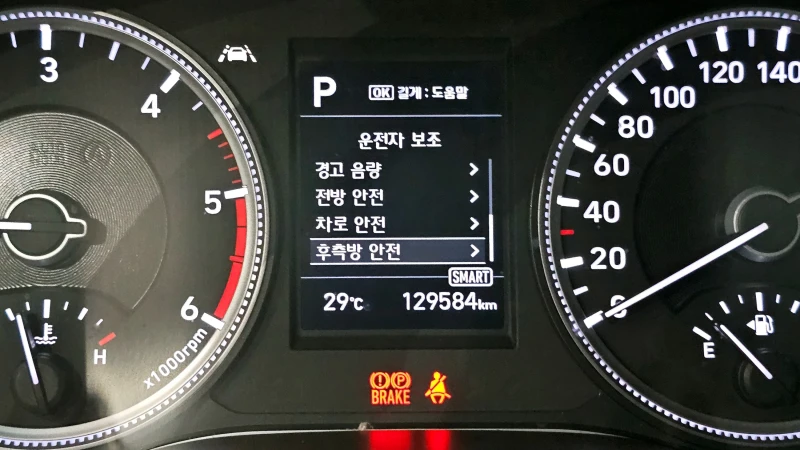 3
4
5
6
x1000rpm
H
P OK 길게 : 도움말
운전자 보조
경고 음량 >
전방 안전 >
차로 안전 >
후측방 안전 >
SMART
29℃ 129584km
BRAKE
P
0
20
40
60
80
100
120
140
E